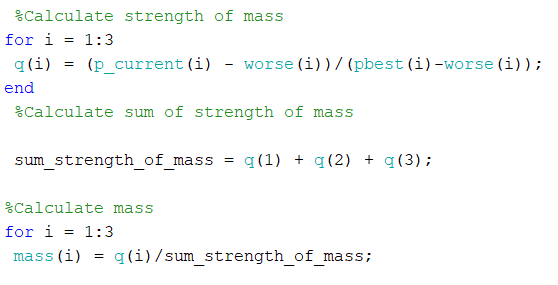 %Calculate strength of mass
for i = 1:3
q(i) = (p_current(i) - worse(i))/(pbest(i)-worse(i));
end
%Calculate sum of strength of mass
sum_strength_of_mass = q(1) + q(2) + q(3);
%Calculate mass
for i = 1:3
mass(i) = q(i)/sum_strength_of_mass;